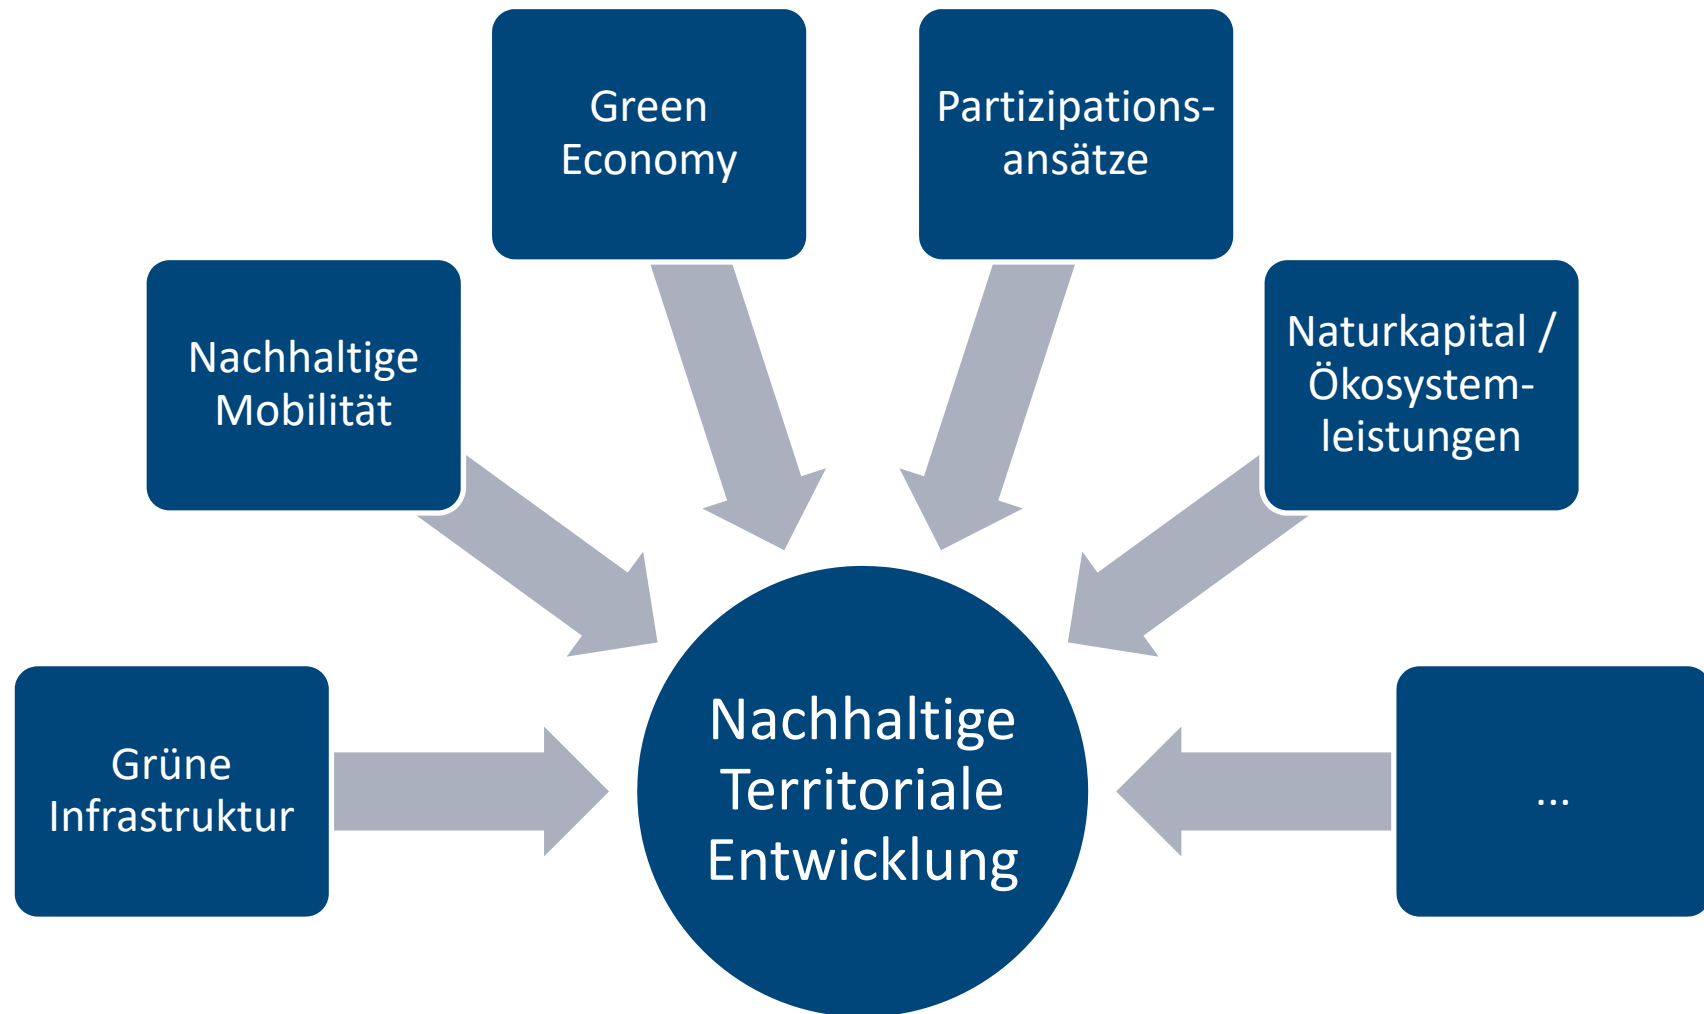 Green
Economy
Partizipations-
ansätze
Nachhaltige
Mobilität
Naturkapital /
Ökosystem-
leistungen
Grüne
Infrastruktur
Nachhaltige
Territoriale
Entwicklung
...